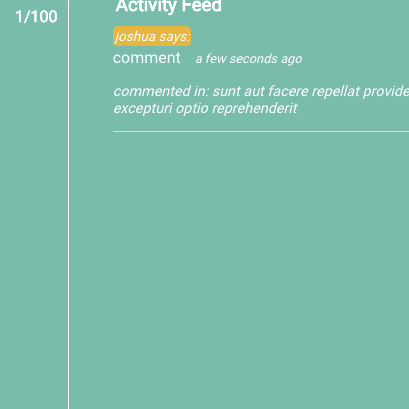 Activity Feed
1/100
joshua says:
comment a few seconds ago
commented in: sunt aut facere repellat provide
excepturi optio reprehenderit